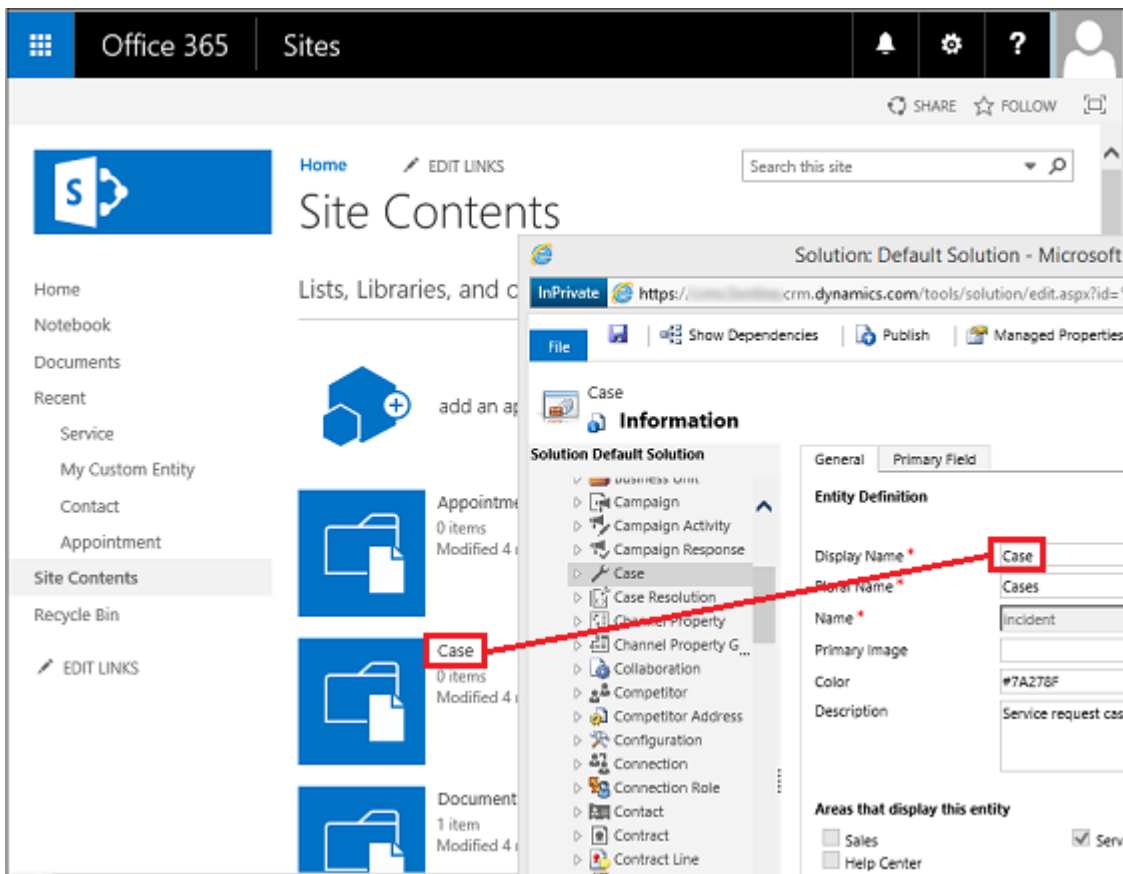 Office 365 Sites ?
SHARE FOLLOW
S
Home EDIT LINKS
Search this site
Site Contents
Home
Notebook
Documents
Recent
Service
My Custom Entity
Contact
Appointment
Site Contents
Recycle Bin
EDIT LINKS
Lists, Libraries, and o
add an ap
Appointme
0 items
Modified 4
Case
0 items
Modified 4
Document
1 item
Modified 4
Solution: Default Solution - Microsoft
InPrivate https:/ crm.dynamics.com/tools/solution/edit.aspx?id=
File Show Dependencies Publish Managed Properties
Case
Information
Solution Default Solution
Business Unit
Campaign
Campaign Activity
Campaign Response
Case
Case Resolution
Channel Property
Channel Property G...
Collaboration
Competitor
Competitor Address
Configuration
Connection
Connection Role
Contact
Contract
Contract Line
General Primary Field
Entity Definition
Display Name * Case
Plural Name * Cases
Name * incident
Primary Image
Color #7A278F
Description Service request cas
Areas that display this entity
Sales Serv
Help Center